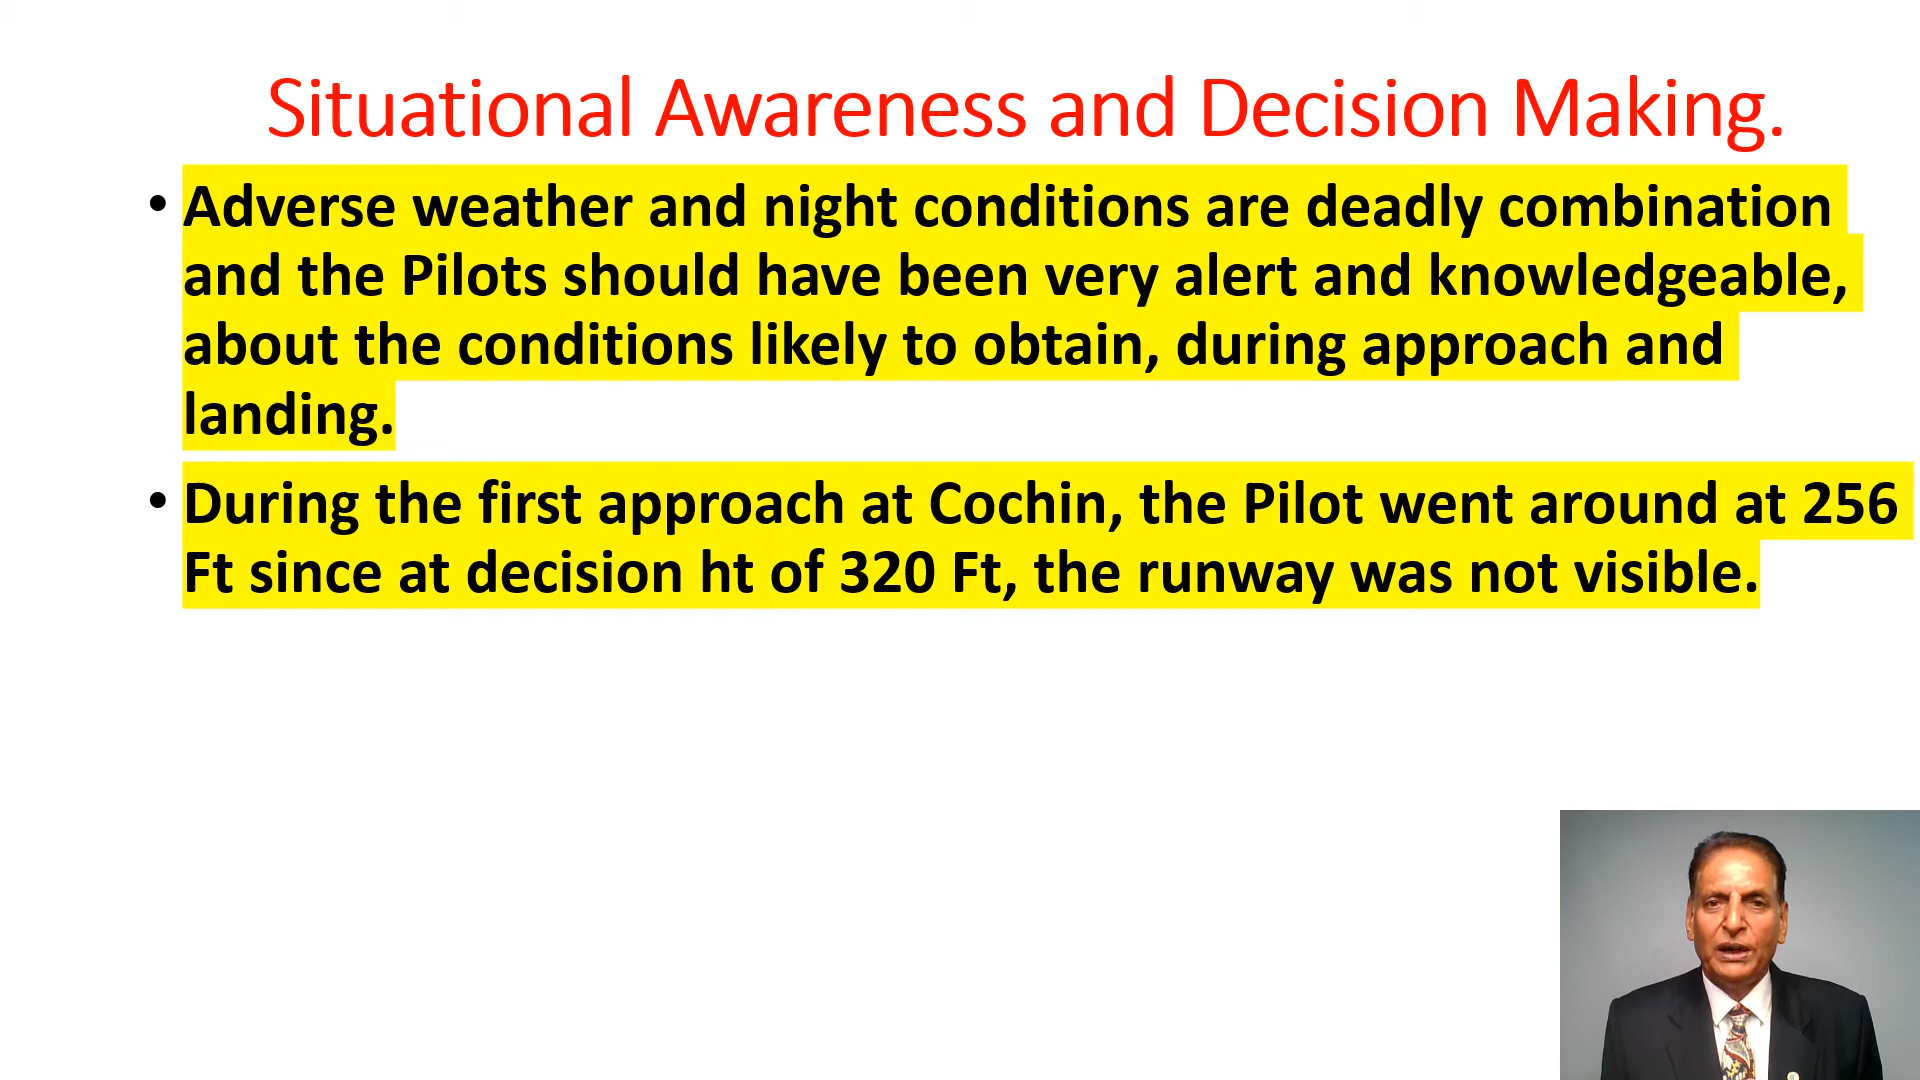 Situational Awareness and Decision Making.
• Adverse weather and night conditions are deadly combination
and the Pilots should have been very alert and knowledgeable,
about the conditions likely to obtain, during approach and
landing.
• During the first approach at Cochin, the Pilot went around at 256
Ft since at decision ht of 320 Ft, the runway was not visible.